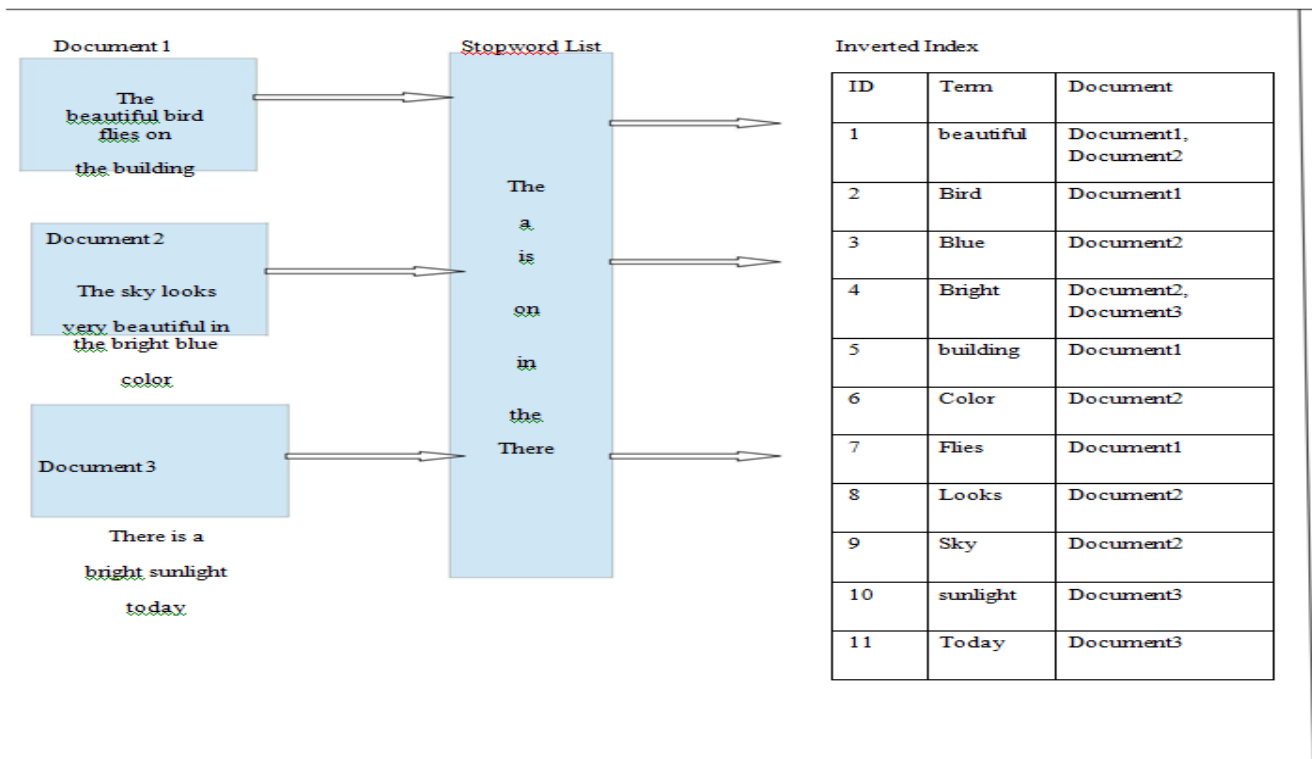 Document 1
The
beautiful bird
flies on
the building
Document 2
The sky looks
very beautiful in
the bright blue
color
Document 3
There is a
bright sunlight
today
Stopword List
The
a
is
on
in
the
There
Inverted Index
ID Term Document
1 beautiful Document1,
Document2
2 Bird Document1
3 Blue Document2
4 Bright Document2,
Document3
5 building Document1
6 Color Document2
7 Flies Document1
8 Looks Document2
9 Sky Document2
10 sunlight Document3
11 Today Document3